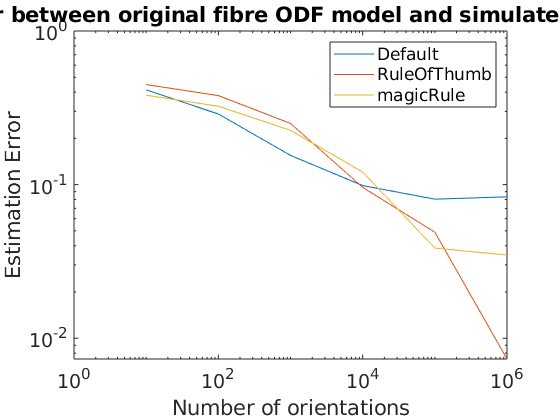 between original fibre ODF model and simulate
10^0
Default
RuleOfThumb
magicRule
10^-1
10^-2
Estimation Error
10^0
10^2
10^4
10^6
Number of orientations